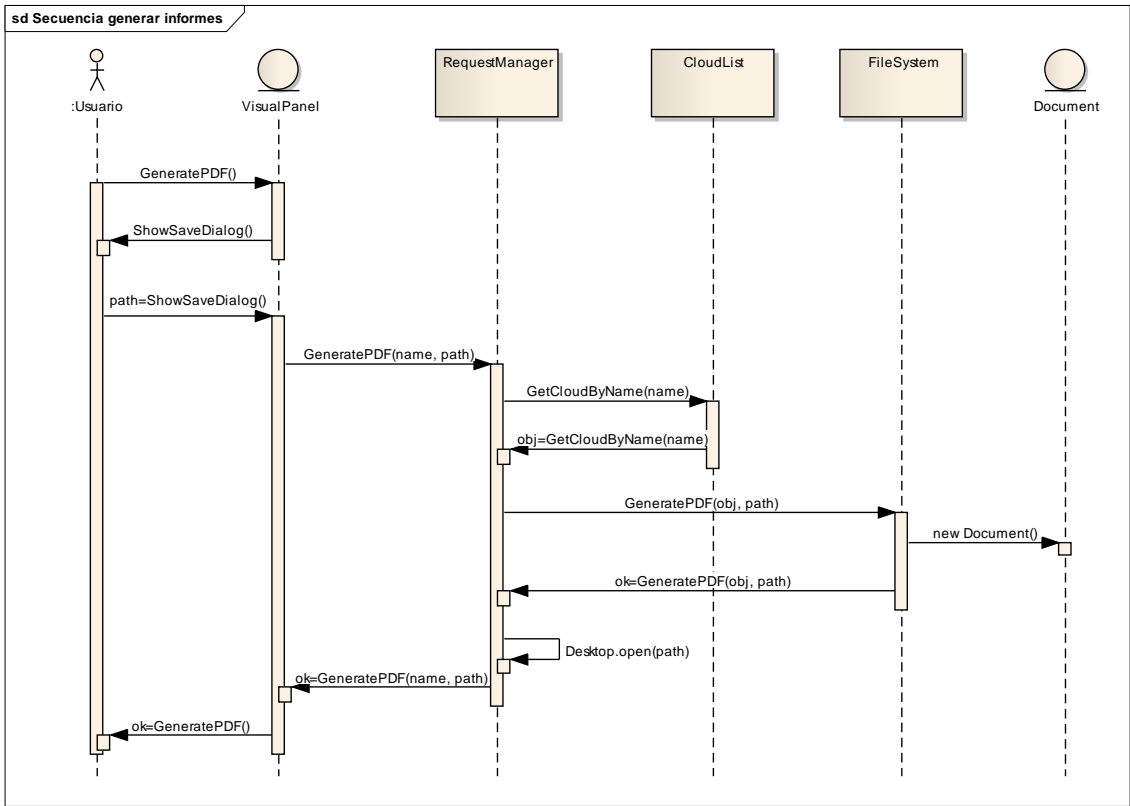 sd Secuencia generar informes
:Usuario
VisualPanel
RequestManager
CloudList
FileSystem
Document
GeneratePDF()
ShowSaveDialog()
path=ShowSaveDialog()
GeneratePDF(name, path)
GetCloudByName(name)
obj=GetCloudByName(name)
GeneratePDF(obj, path)
new Document()
ok=GeneratePDF(obj, path)
Desktop.open(path)
ok=GeneratePDF(name, path)
ok=GeneratePDF()